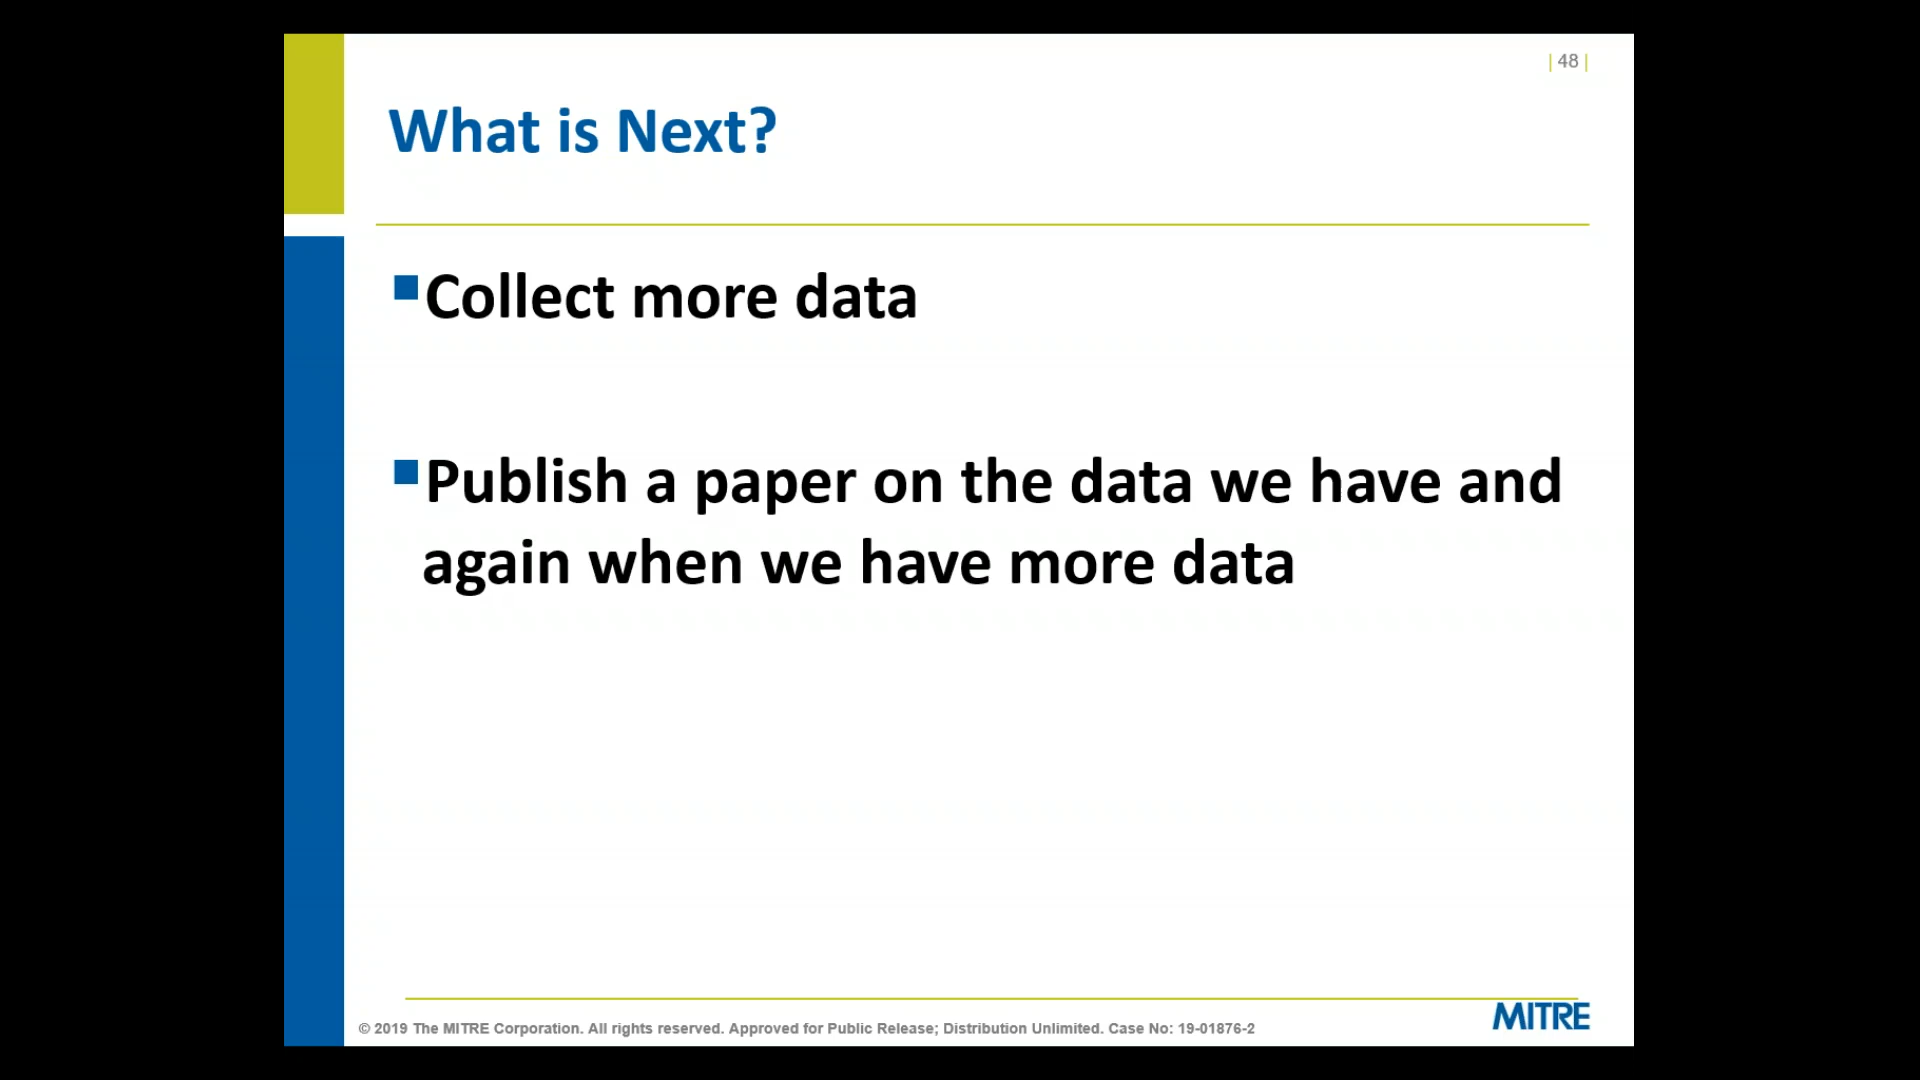 | 48 |
What is Next?
Collect more data
Publish a paper on the data we have and
again when we have more data
MITRE
© 2019 The MITRE Corporation. All rights reserved. Approved for Public Release; Distribution Unlimited. Case No: 19-01876-2